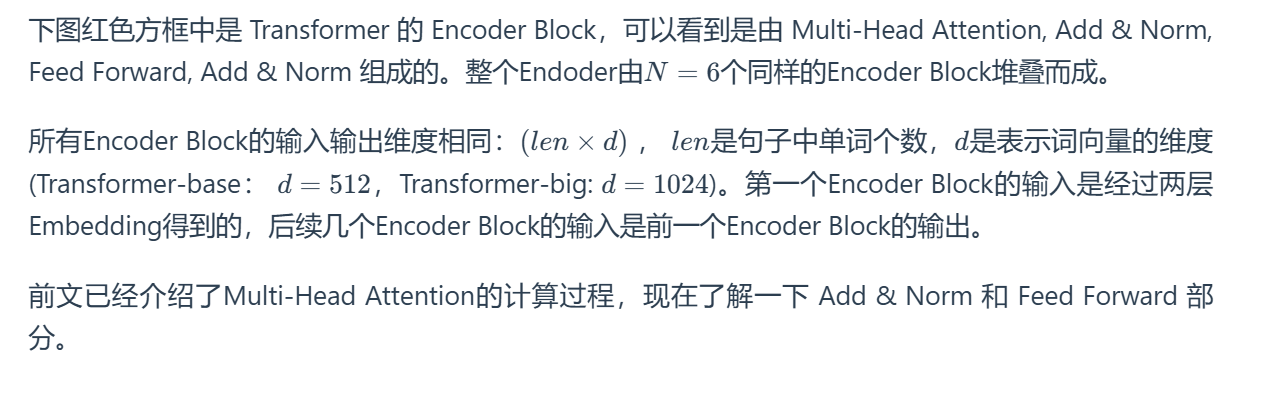 下图红色方框中是 Transformer 的 Encoder Block，可以看到是由 Multi-Head Attention, Add & Norm,
Feed Forward, Add & Norm 组成的。整个Endoder由N = 6个同样的Encoder Block堆叠而成。
所有Encoder Block的输入输出维度相同：(len × d) ， len是句子中单词个数，d是表示词向量的维度
(Transformer-base： d = 512，Transformer-big: d = 1024)。第一个Encoder Block的输入是经过两层
Embedding得到的，后续几个Encoder Block的输入是前一个Encoder Block的输出。
前文已经介绍了Multi-Head Attention的计算过程，现在了解一下 Add & Norm 和 Feed Forward 部
分。